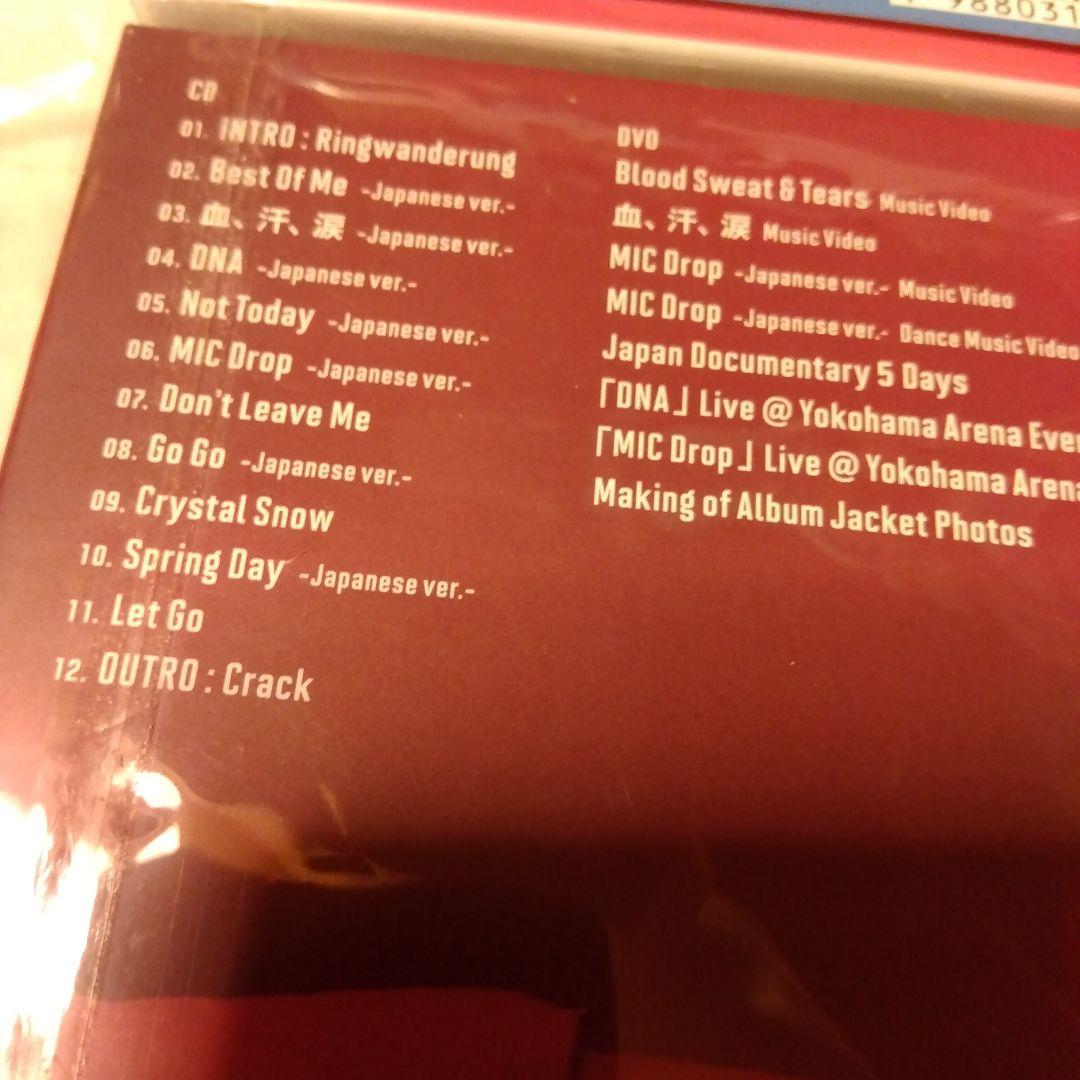 988031
CD
01. INTRO : Ringwanderung
02. Best Of Me -Japanese ver.-
03. 血、汗、涙 -Japanese ver.-
04. DNA -Japanese ver.-
05. Not Today -Japanese ver.-
06. MIC Drop -Japanese ver.-
07. Don't Leave Me
08. Go Go -Japanese ver.-
09. Crystal Snow
10. Spring Day -Japanese ver.-
11. Let Go
12. OUTRO : Crack
DVD
Blood Sweat & Tears Music Video
血、汗、涙 Music Video
MIC Drop -Japanese ver.- Music Video
MIC Drop -Japanese ver.- Dance Music Video
Japan Documentary 5 Days
「DNA」 Live @ Yokohama Arena
「MIC Drop」 Live @ Yokohama Arena
Making of Album Jacket Photos